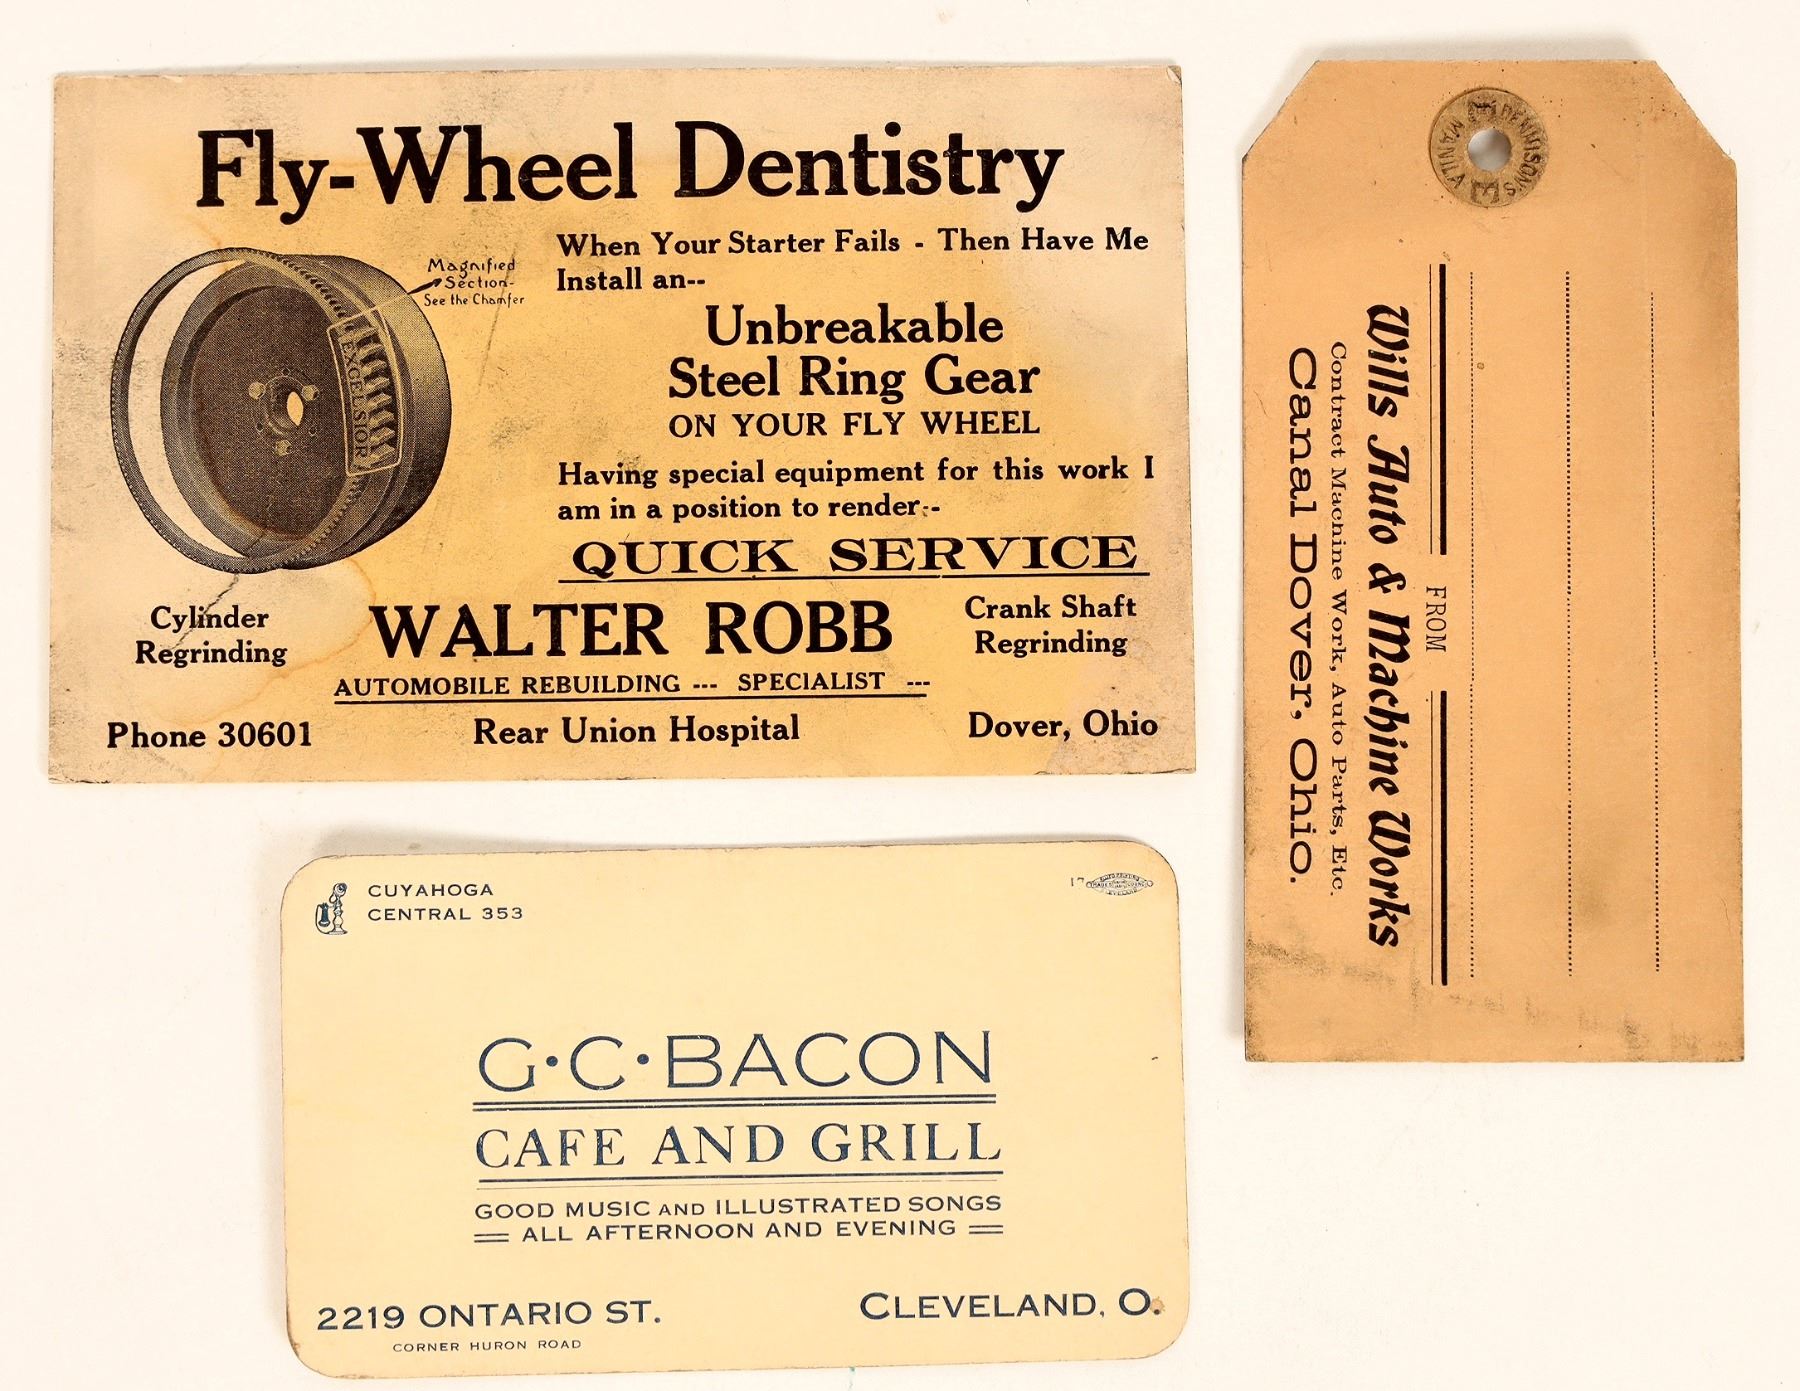 Fly-Wheel Dentistry
When Your Starter Fails - Then Have Me
Install an--
Magnified
Section-
See the Chamfer
EXCELSIOR
Unbreakable
Steel Ring Gear
ON YOUR FLY WHEEL
Having special equipment for this work I
am in a position to render:-
QUICK SERVICE
Cylinder
Regrinding
WALTER ROBB
Crank Shaft
Regrinding
AUTOMOBILE REBUILDING --- SPECIALIST ---
Phone 30601
Rear Union Hospital
Dover, Ohio
DENNISON'S
MANILA
FROM
Wills Auto & Machine Works
Contract Machine Work, Auto Parts, Etc.
Canal Dover, Ohio.
CUYAHOGA
CENTRAL 353
17
G·C·BACON
CAFE AND GRILL
GOOD MUSIC AND ILLUSTRATED SONGS
ALL AFTERNOON AND EVENING
2219 ONTARIO ST.
CORNER HURON ROAD
CLEVELAND, O.